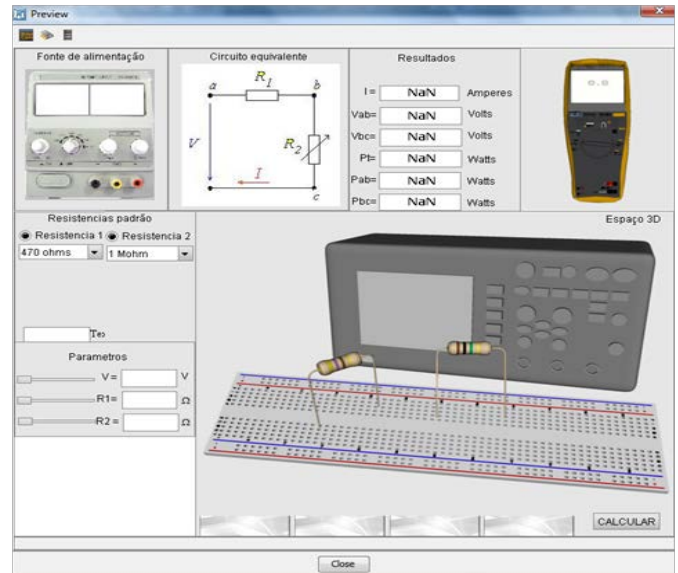 Preview
Fonte de alimentação
Circuito equivalente
R1
a
b
V
R2
I
c
Resultados
I = NaN Amperes
Vab= NaN Volts
Vbc= NaN Volts
Pt= NaN Watts
Pab= NaN Watts
Pbc= NaN Watts
0.0
Resistencias padrão
Resistencia 1 Resistencia 2
470 ohms 1 Mohm
Espaço 3D
Parametros
V = V
R1= Ω
R2 = Ω
CALCULAR
Close